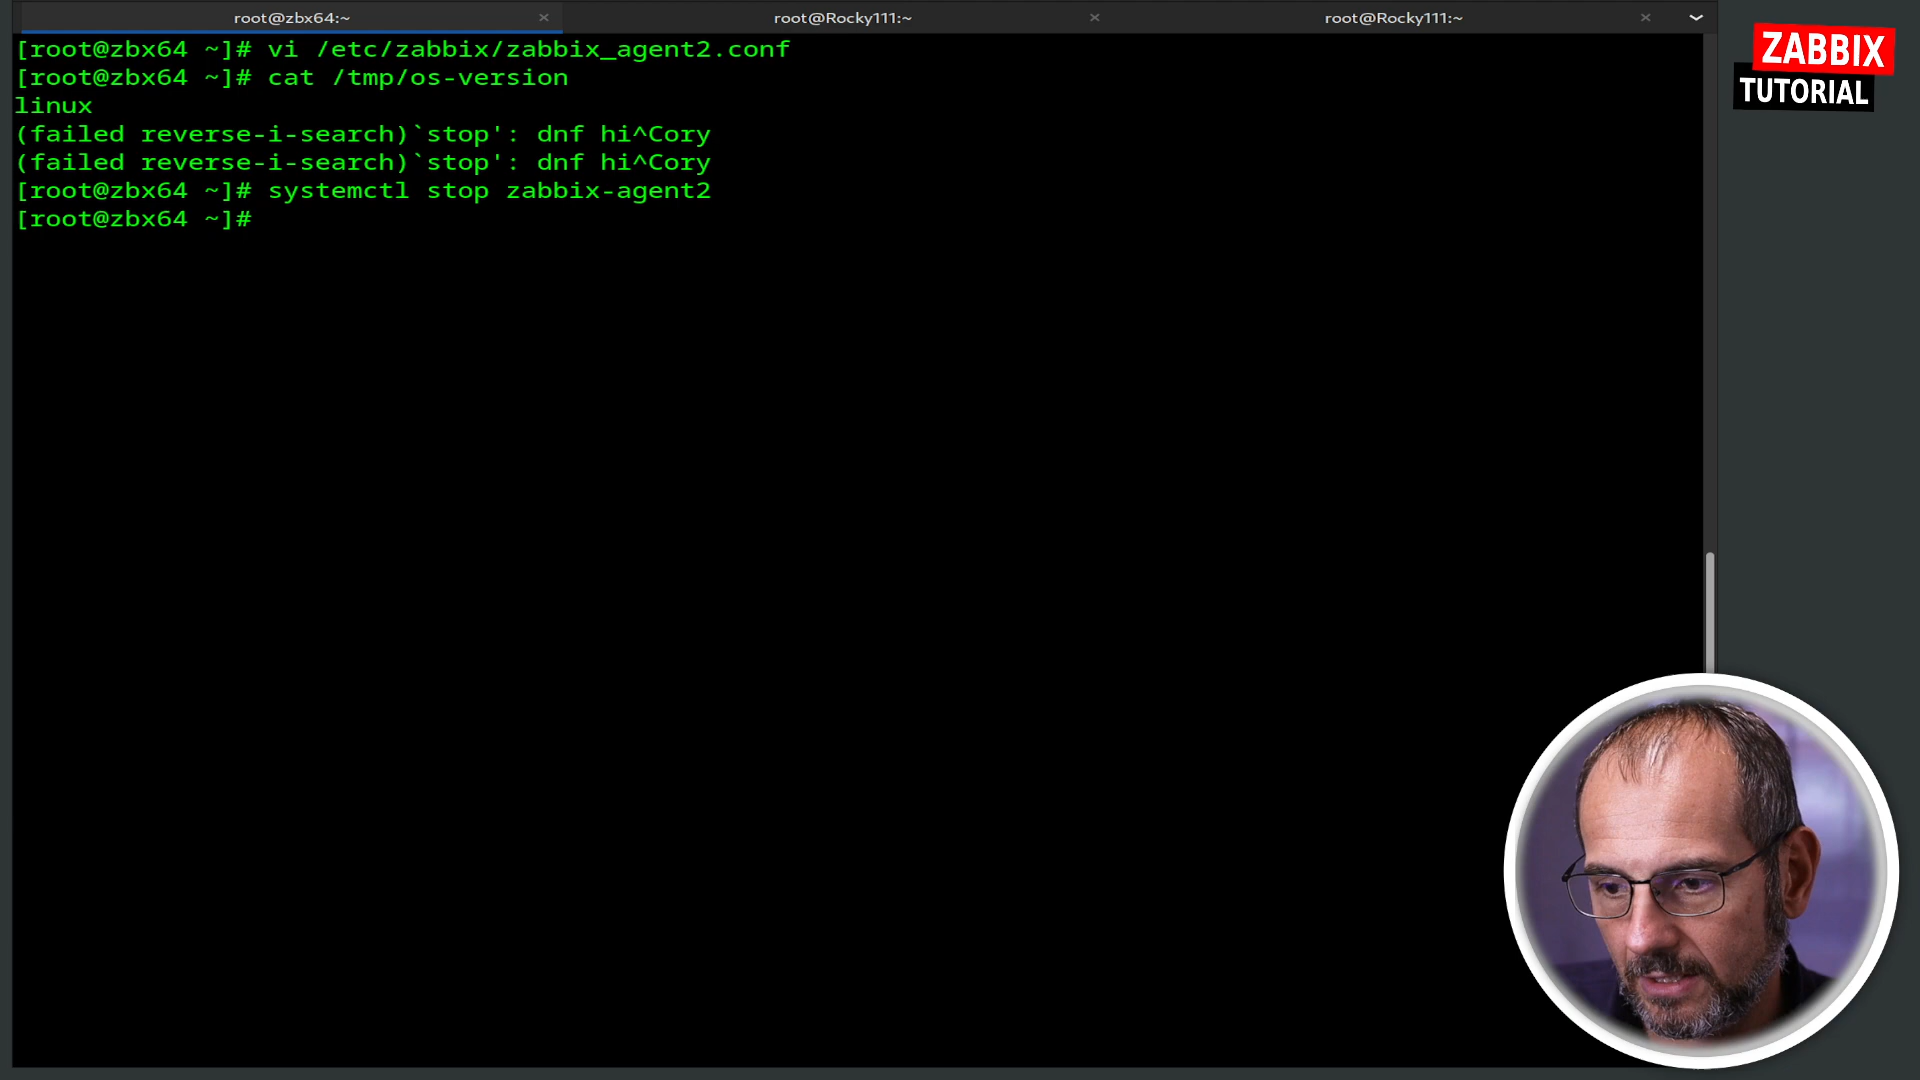 root@zbx64:~ × root@Rocky111:~ × root@Rocky111:~ ×
ZABBIX
TUTORIAL
[root@zbx64 ~]# vi /etc/zabbix/zabbix_agent2.conf
[root@zbx64 ~]# cat /tmp/os-version
linux
(failed reverse-i-search)`stop': dnf hi^Cory
(failed reverse-i-search)`stop': dnf hi^Cory
[root@zbx64 ~]# systemctl stop zabbix-agent2
[root@zbx64 ~]#